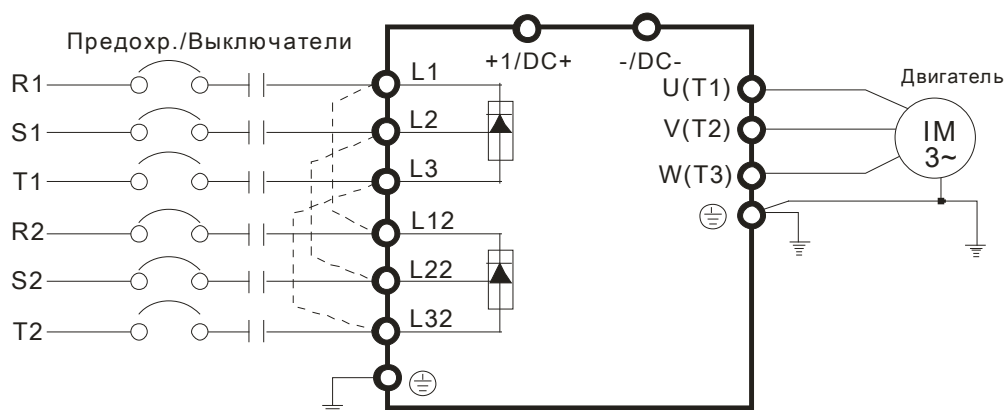 Предохр./Выключатели
+1/DC+
-/DC-
R1
L1
U(T1)
Двигатель
S1
L2
V(T2)
IM
3~
T1
L3
W(T3)
R2
L12
S2
L22
T2
L32